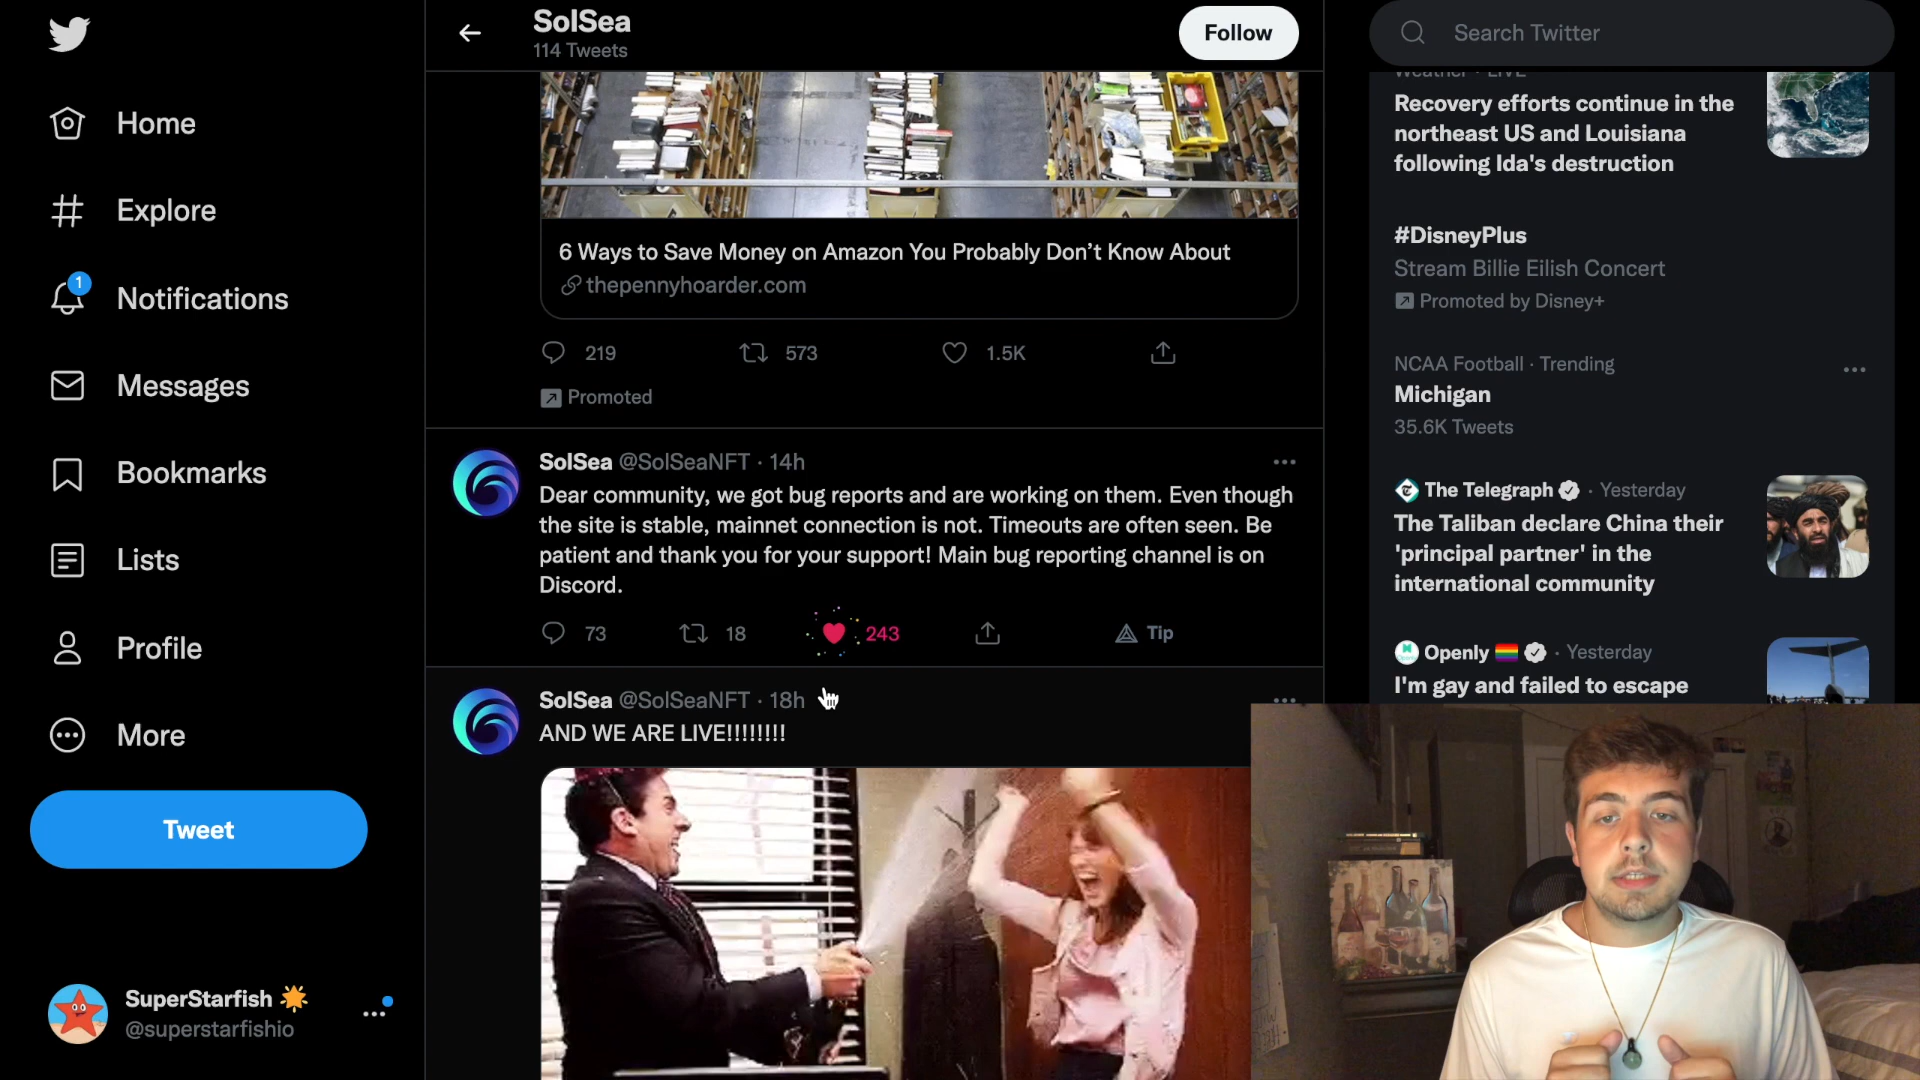 SolSea
114 Tweets
Follow
Search Twitter
Home
Explore
1
Notifications
Messages
Bookmarks
Lists
Profile
More
Tweet
SuperStarfish
@superstarfishio
6 Ways to Save Money on Amazon You Probably Don’t Know About
thepennyhoarder.com
219 573 1.5K
Promoted
SolSea @SolSeaNFT · 14h
Dear community, we got bug reports and are working on them. Even though
the site is stable, mainnet connection is not. Timeouts are often seen. Be
patient and thank you for your support! Main bug reporting channel is on
Discord.
73 18 243 Tip
SolSea @SolSeaNFT · 18h
AND WE ARE LIVE!!!!!!!!
Weather · LIVE
Recovery efforts continue in the
northeast US and Louisiana
following Ida's destruction
#DisneyPlus
Stream Billie Eilish Concert
Promoted by Disney+
NCAA Football · Trending
Michigan
35.6K Tweets
The Telegraph · Yesterday
The Taliban declare China their
'principal partner' in the
international community
Openly · Yesterday
I'm gay and failed to escape